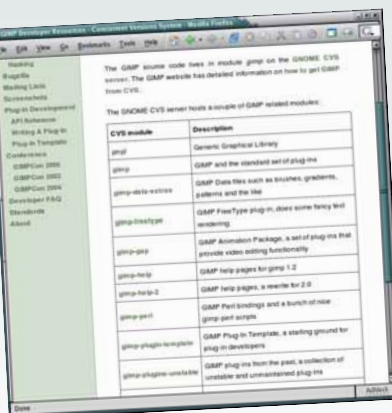 GIMP Developer Resources - Concurrent Versions System - Mozilla Firefox
File Edit View Go Bookmarks Tools Help
Hacking
Bugzilla
Mailing Lists
Screenshots
Plug-in Development
API Reference
Writing A Plug-In
Plug-in Template
Conference
GIMPCon 2000
GIMPCon 2003
GIMPCon 2004
Developer FAQ
Standards
About
The GIMP source code lives in module gimp on the GNOME CVS
server. The GIMP website has detailed information on how to get GIMP
from CVS.
The GNOME CVS server hosts a couple of GIMP related modules:
CVS module Description
gegl Generic Graphical Library
gimp GIMP and the standard set of plug-ins
gimp-data-extras GIMP Data files such as brushes, gradients,
patterns and the like
gimp-freetype GIMP FreeType plug-in, does some fancy text
rendering
gimp-gap GIMP Animation Package, a set of plug-ins that
provide video editing functionality
gimp-help GIMP help pages for gimp 1.2
gimp-help-2 GIMP help pages, a rewrite for 2.0
gimp-perl GIMP Perl bindings and a bunch of nice
gimp-perl scripts
gimp-plugin-template GIMP Plug-In Template, a starting ground for
plug-in developers
gimp-plugins-unstable GIMP plug-ins from the past, a collection of
unstable and unmaintained plug-ins
Done
Adblock